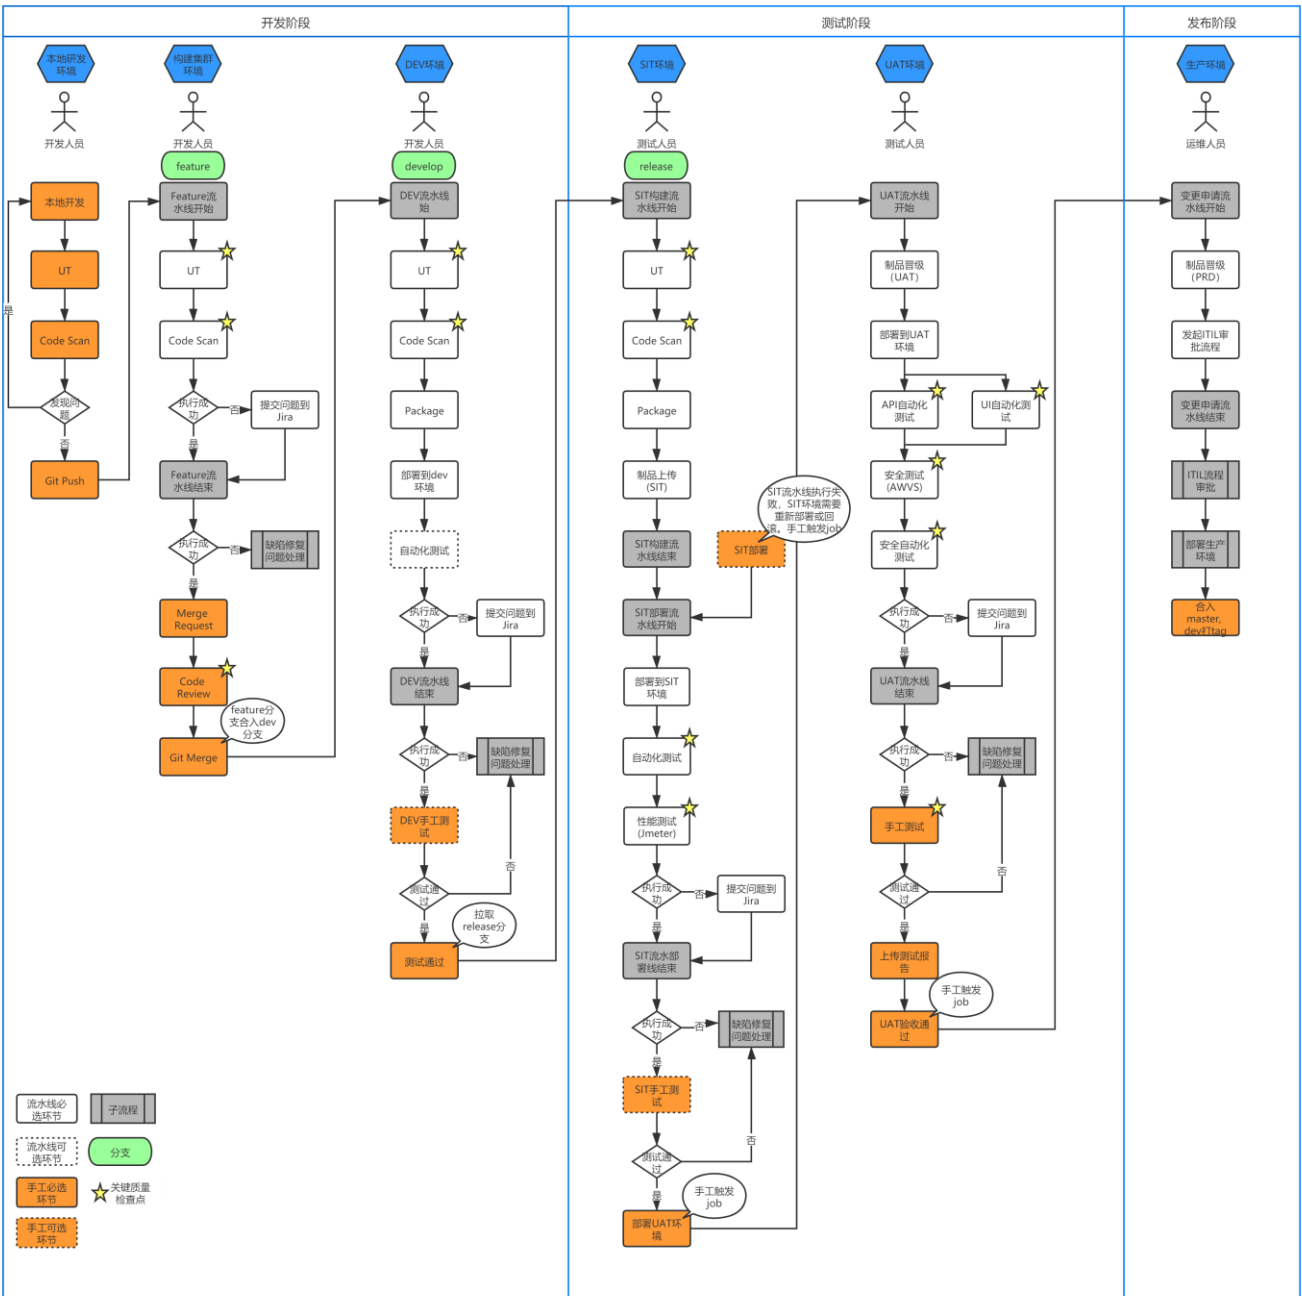 开发阶段
测试阶段
发布阶段
本地研发
环境
构建集群
环境
DEV环境
SIT环境
UAT环境
生产环境
开发人员
开发人员
开发人员
测试人员
测试人员
运维人员
feature
develop
release
本地开发
UT
Code Scan
发现问
题
是
否
Git Push
Feature流
水线开始
UT
Code Scan
执行成
功
否
提交问题到
Jira
是
Feature流
水线结束
执行成
功
否
缺陷修复
问题处理
是
Merge
Request
Code
Review
feature分
支合入dev
分支
Git Merge
DEV流水线
始
UT
Code Scan
Package
部署到dev
环境
自动化测试
执行成
功
否
提交问题到
Jira
是
DEV流水线
结束
执行成
功
否
缺陷修复
问题处理
是
DEV手工测
试
测试通
过
否
是
拉取
release分
支
测试通过
SIT构建流
水线开始
UT
Code Scan
Package
制品上传
(SIT)
SIT流水线执行失
败，SIT环境需要
重新部署或回
滚。手工触发job
SIT构建流
水线结束
SIT部署
SIT部署流
水线开始
部署到SIT
环境
自动化测试
性能测试
(Jmeter)
执行成
功
否
提交问题到
Jira
是
SIT流水部
署线结束
执行成
功
否
缺陷修复
问题处理
是
SIT手工测
试
测试通
过
否
是
手工触发
job
部署UAT环
境
UAT流水线
开始
制品晋级
（UAT）
部署到UAT
环境
API自动化
测试
UI自动化测
试
安全测试
(AWVS)
安全自动化
测试
执行成
功
否
提交问题到
Jira
是
UAT流水线
结束
执行成
功
否
缺陷修复
问题处理
是
手工测试
测试通
过
否
是
上传测试报
告
手工触发
job
UAT验收通
过
变更申请流
水线开始
制品晋级
（PRD）
发起ITIL审
批流程
变更申请流
水线结束
ITIL流程
审批
部署生产
环境
合入
master,
dev打tag
流水线必
选环节
子流程
流水线可
选环节
分支
手工必选
环节
关键质量
检查点
手工可选
环节